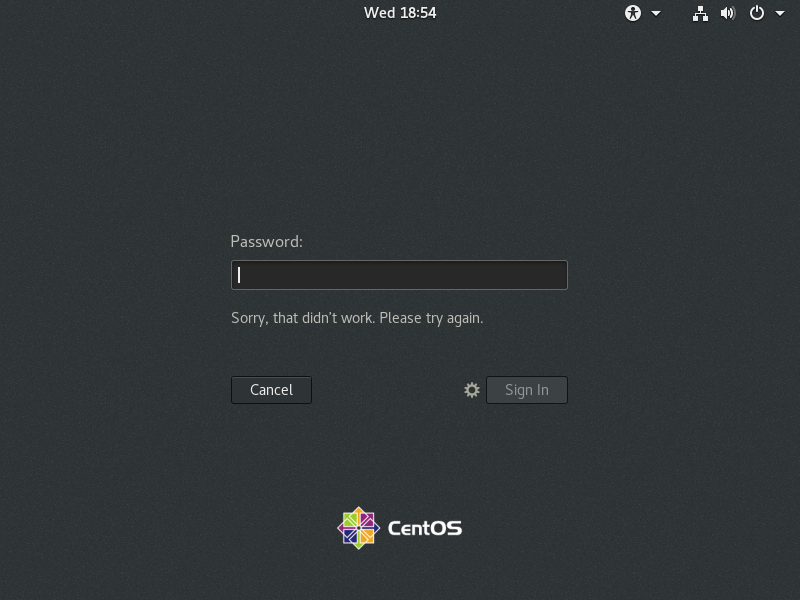 Wed 18:54
Password:
Sorry, that didn't work. Please try again.
Cancel
Sign In
CentOS